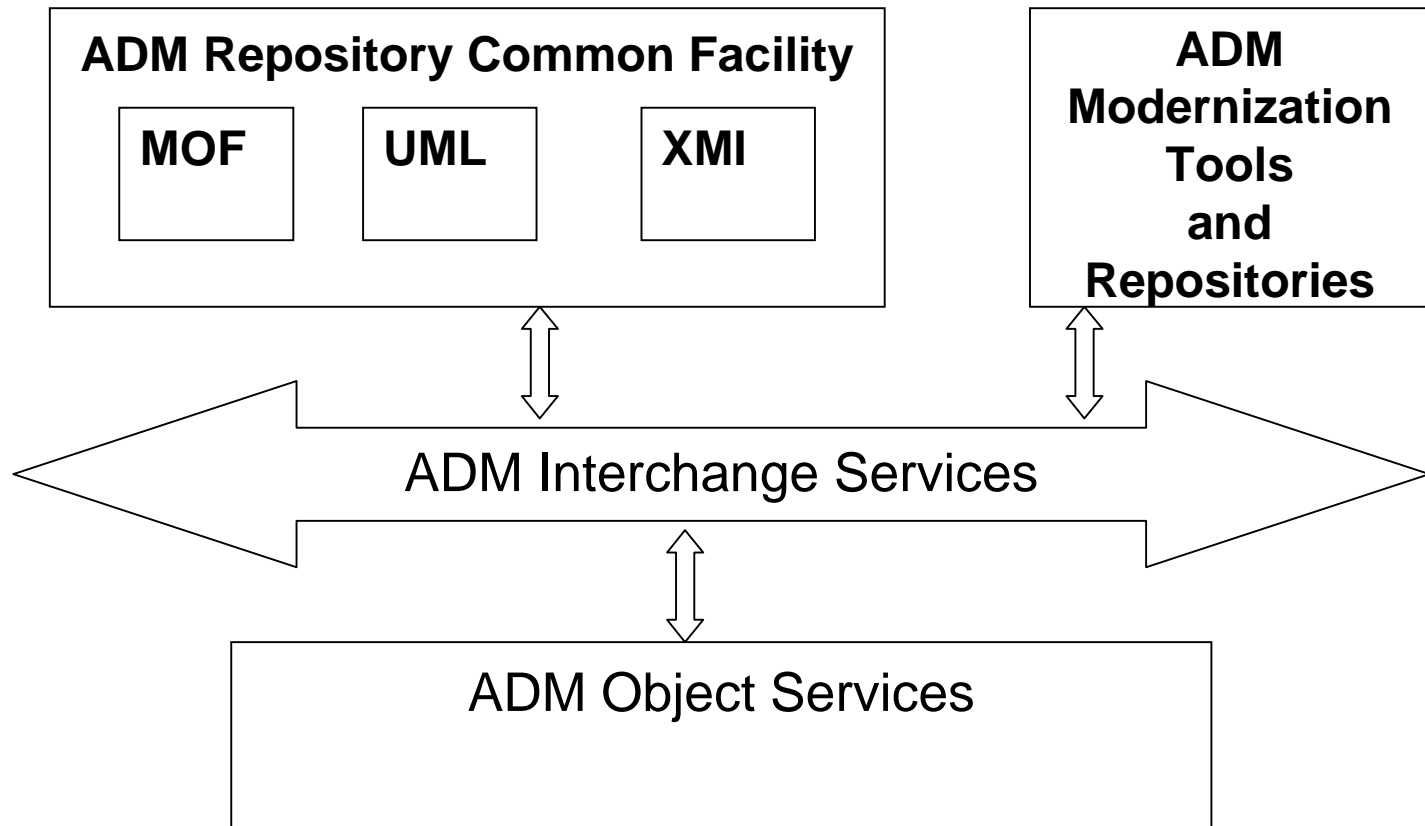 ADM Repository Common Facility
MOF
UML
XMI
ADM
Modernization
Tools
and
Repositories
ADM Interchange Services
ADM Object Services